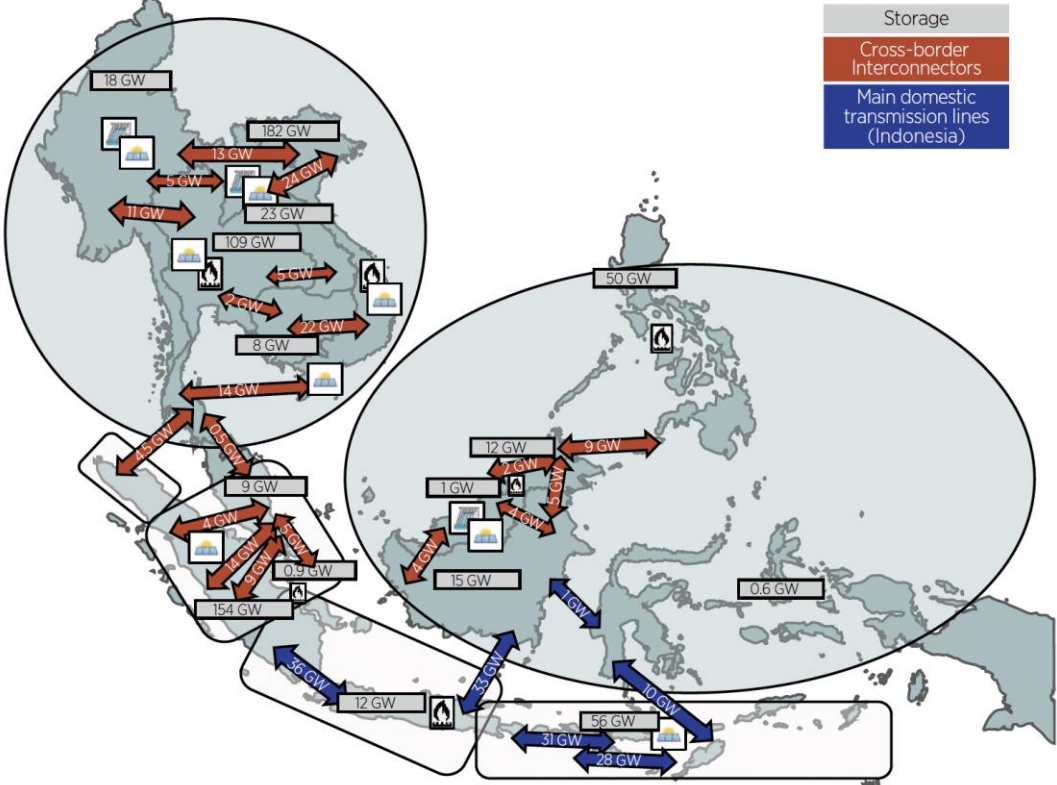 Storage
Cross-border
Interconnectors
Main domestic
transmission lines
(Indonesia)
18 GW
182 GW
13 GW
24 GW
5 GW
23 GW
11 GW
109 GW
5 GW
2 GW
22 GW
8 GW
14 GW
50 GW
4.5 GW
0.5 GW
9 GW
4 GW
5 GW
14 GW
9 GW
0.9 GW
154 GW
12 GW
9 GW
2 GW
1 GW
5 GW
4 GW
4 GW
15 GW
0.6 GW
1 GW
36 GW
33 GW
12 GW
10 GW
56 GW
31 GW
28 GW